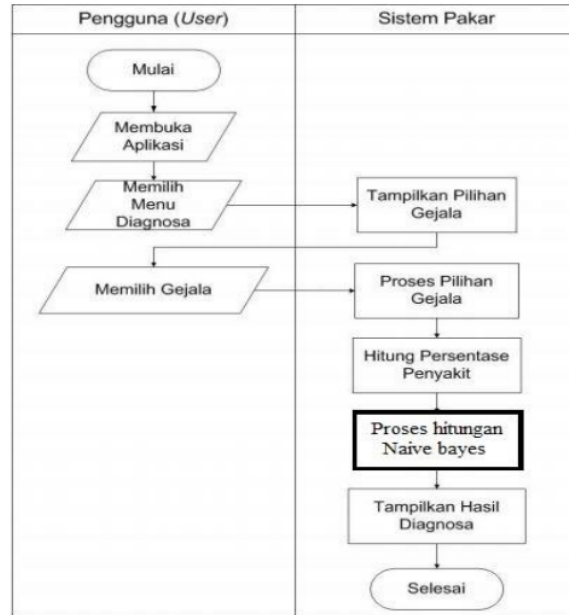 Pengguna (User)
Sistem Pakar
Mulai
Membuka
Aplikasi
Memilih
Menu
Diagnosa
Tampilkan Pilihan
Gejala
Memilih Gejala
Proses Pilihan
Gejala
Hitung Persentase
Penyakit
Proses hitungan
Naive bayes
Tampilkan Hasil
Diagnosa
Selesai